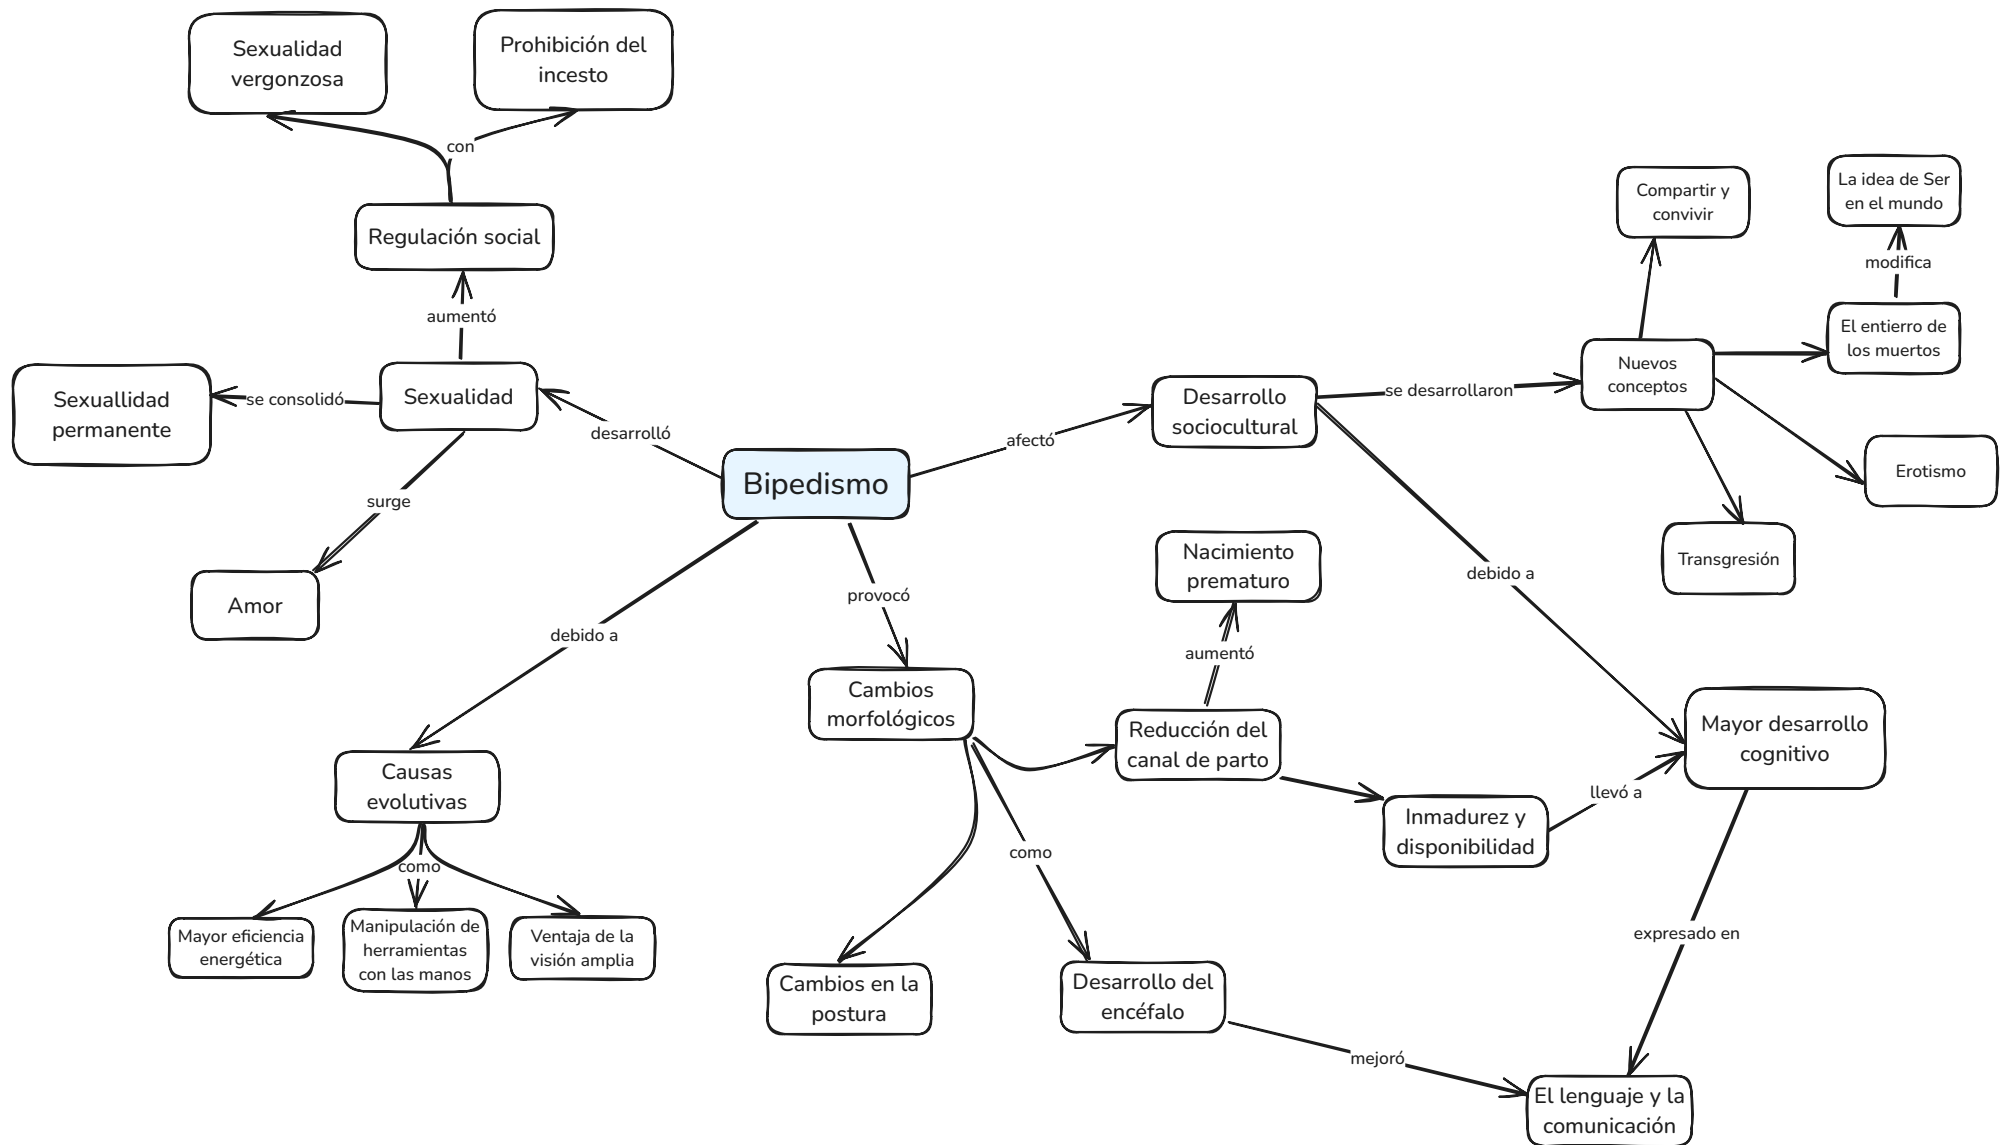 Sexualidad
vergonzosa
Prohibición del
incesto
con
Regulación social
aumentó
Sexuallidad
permanente
se consolidó
Sexualidad
desarrolló
surge
Amor
Bipedismo
afectó
Desarrollo
sociocultural
se desarrollaron
Nuevos
conceptos
Compartir y
convivir
La idea de Ser
en el mundo
modifica
El entierro de
los muertos
Erotismo
Transgresión
debido a
debido a
provocó
Nacimiento
prematuro
aumentó
Cambios
morfológicos
Reducción del
canal de parto
Mayor desarrollo
cognitivo
llevó a
Inmadurez y
disponibilidad
Causas
evolutivas
como
Mayor eficiencia
energética
Manipulación de
herramientas
con las manos
Ventaja de la
visión amplia
como
Cambios en la
postura
Desarrollo del
encéfalo
expresado en
mejoró
El lenguaje y la
comunicación